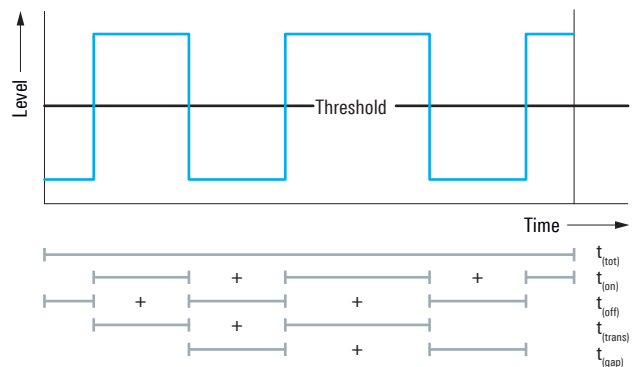 Level
Threshold
Time
t(tot)
+ + t(on)
+ + t(off)
+ t(trans)
+ t(gap)